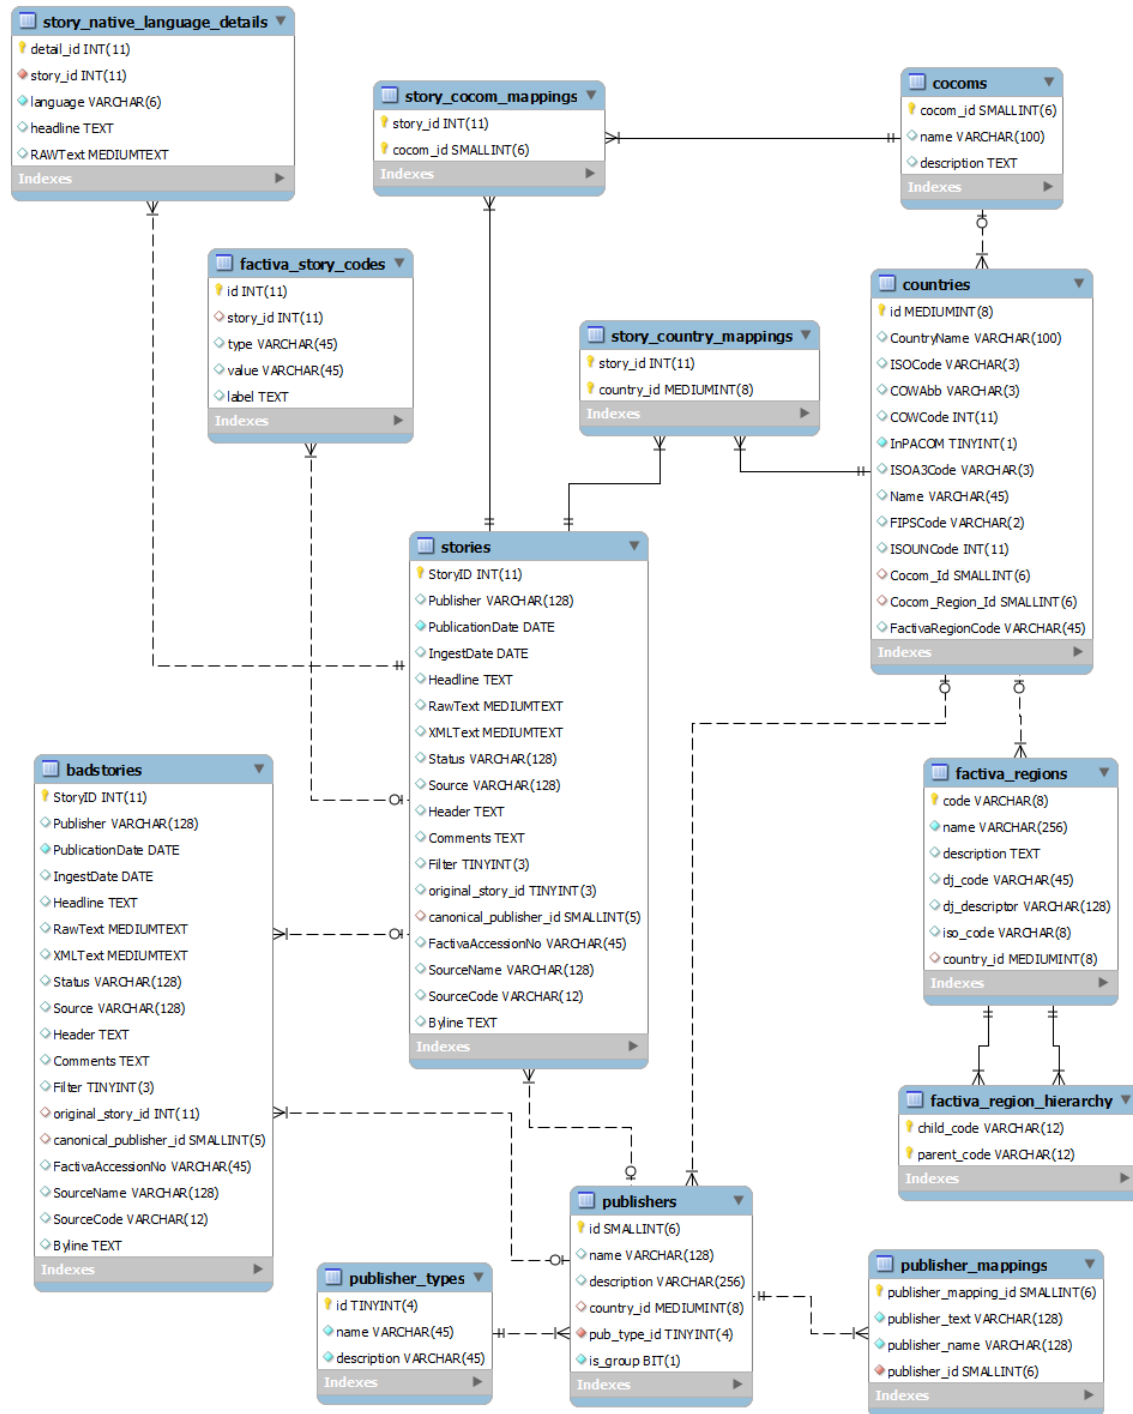 story_native_language_details
detail_id INT(11)
story_id INT(11)
language VARCHAR(6)
headline TEXT
RAWText MEDIUMTEXT
Indexes
story_cocom_mappings
story_id INT(11)
cocom_id SMALLINT(6)
Indexes
cocoms
cocom_id SMALLINT(6)
name VARCHAR(100)
description TEXT
Indexes
factiva_story_codes
id INT(11)
story_id INT(11)
type VARCHAR(45)
value VARCHAR(45)
label TEXT
Indexes
story_country_mappings
story_id INT(11)
country_id MEDIUMINT(8)
Indexes
countries
id MEDIUMINT(8)
CountryName VARCHAR(100)
ISOCode VARCHAR(3)
COWAbb VARCHAR(3)
COWCode INT(11)
InPACOM TINYINT(1)
ISOA3Code VARCHAR(3)
Name VARCHAR(45)
FIPSCode VARCHAR(2)
ISOUNCode INT(11)
Cocom_Id SMALLINT(6)
Cocom_Region_Id SMALLINT(6)
FactivaRegionCode VARCHAR(45)
Indexes
stories
StoryID INT(11)
Publisher VARCHAR(128)
PublicationDate DATE
IngestDate DATE
Headline TEXT
RawText MEDIUMTEXT
XMLText MEDIUMTEXT
Status VARCHAR(128)
Source VARCHAR(128)
Header TEXT
Comments TEXT
Filter TINYINT(3)
original_story_id TINYINT(3)
canonical_publisher_id SMALLINT(5)
FactivaAccessionNo VARCHAR(45)
SourceName VARCHAR(128)
SourceCode VARCHAR(12)
Byline TEXT
Indexes
badstories
StoryID INT(11)
Publisher VARCHAR(128)
PublicationDate DATE
IngestDate DATE
Headline TEXT
RawText MEDIUMTEXT
XMLText MEDIUMTEXT
Status VARCHAR(128)
Source VARCHAR(128)
Header TEXT
Comments TEXT
Filter TINYINT(3)
original_story_id INT(11)
canonical_publisher_id SMALLINT(5)
FactivaAccessionNo VARCHAR(45)
SourceName VARCHAR(128)
SourceCode VARCHAR(12)
Byline TEXT
Indexes
factiva_regions
code VARCHAR(8)
name VARCHAR(256)
description TEXT
dj_code VARCHAR(45)
dj_descriptor VARCHAR(128)
iso_code VARCHAR(8)
country_id MEDIUMINT(8)
Indexes
factiva_region_hierarchy
child_code VARCHAR(12)
parent_code VARCHAR(12)
Indexes
publishers
id SMALLINT(6)
name VARCHAR(128)
description VARCHAR(256)
country_id MEDIUMINT(8)
pub_type_id TINYINT(4)
is_group BIT(1)
Indexes
publisher_types
id TINYINT(4)
name VARCHAR(45)
description VARCHAR(45)
Indexes
publisher_mappings
publisher_mapping_id SMALLINT(6)
publisher_text VARCHAR(128)
publisher_name VARCHAR(128)
publisher_id SMALLINT(6)
Indexes